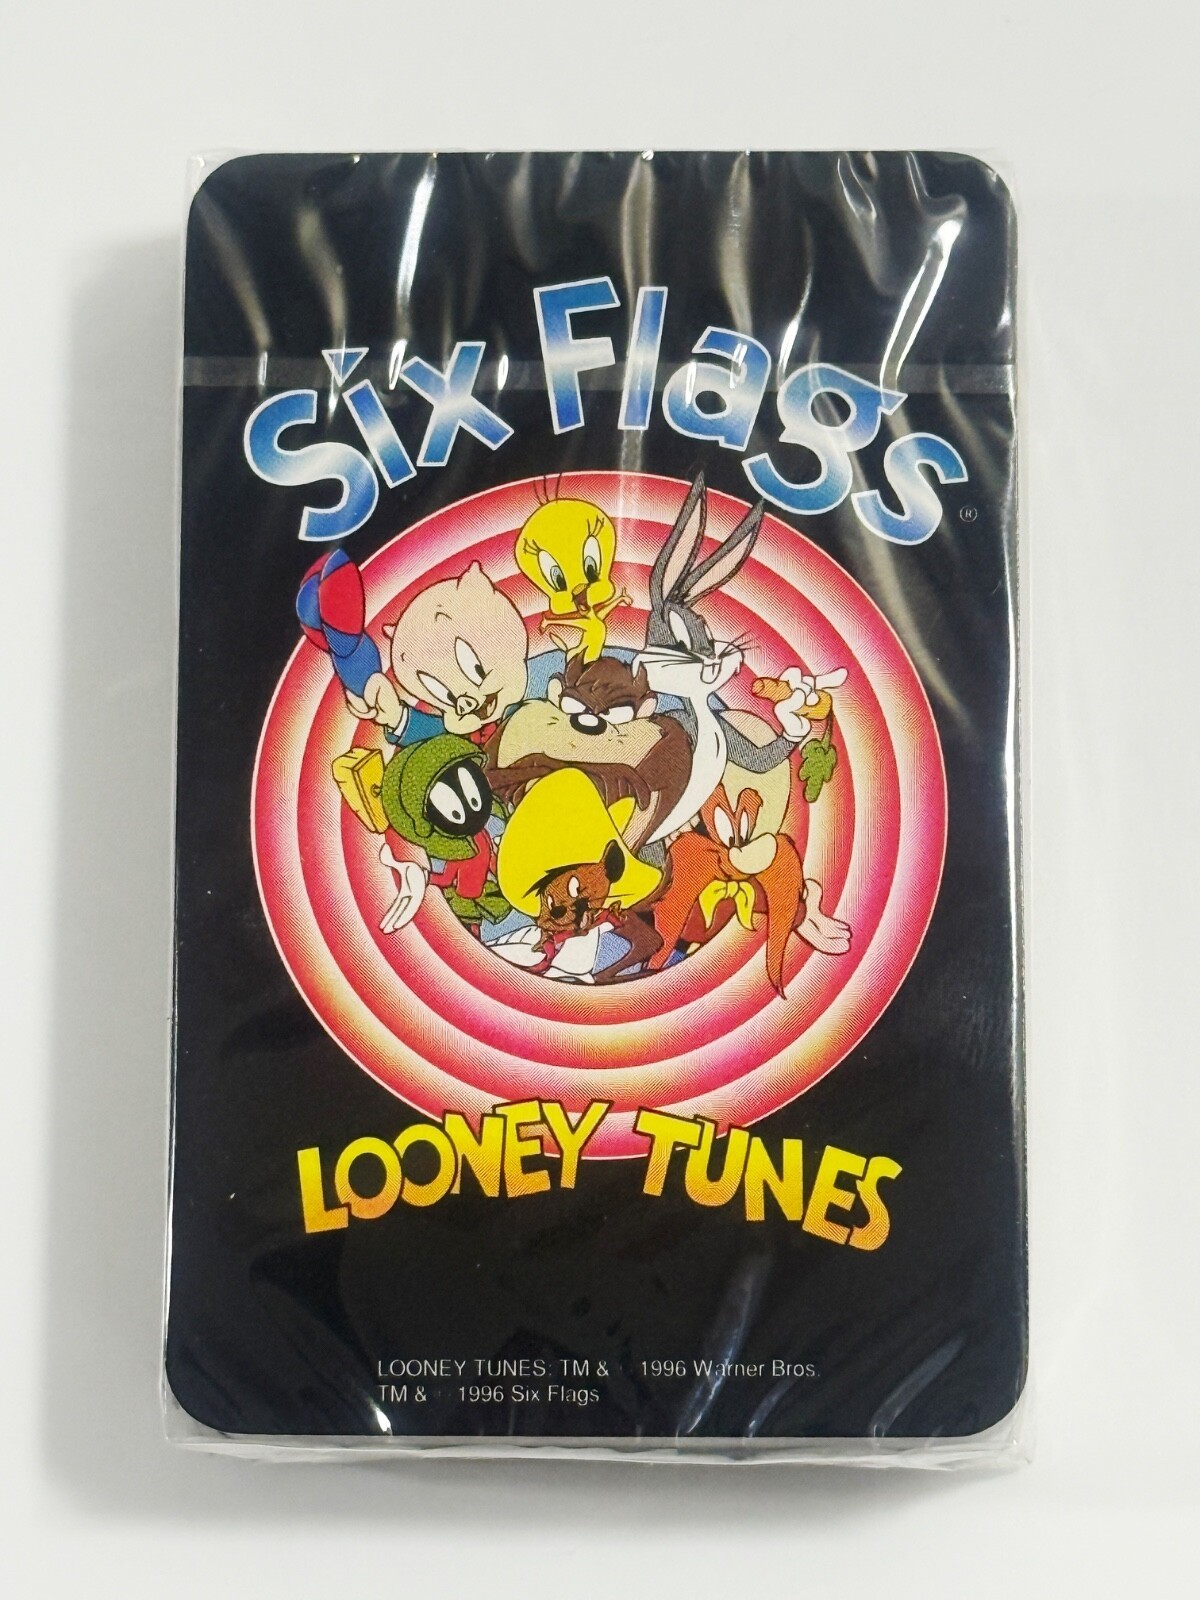 Six Flags ®
LOONEY TUNES
LOONEY TUNES: TM & © 1996 Warner Bros.
TM & © 1996 Six Flags